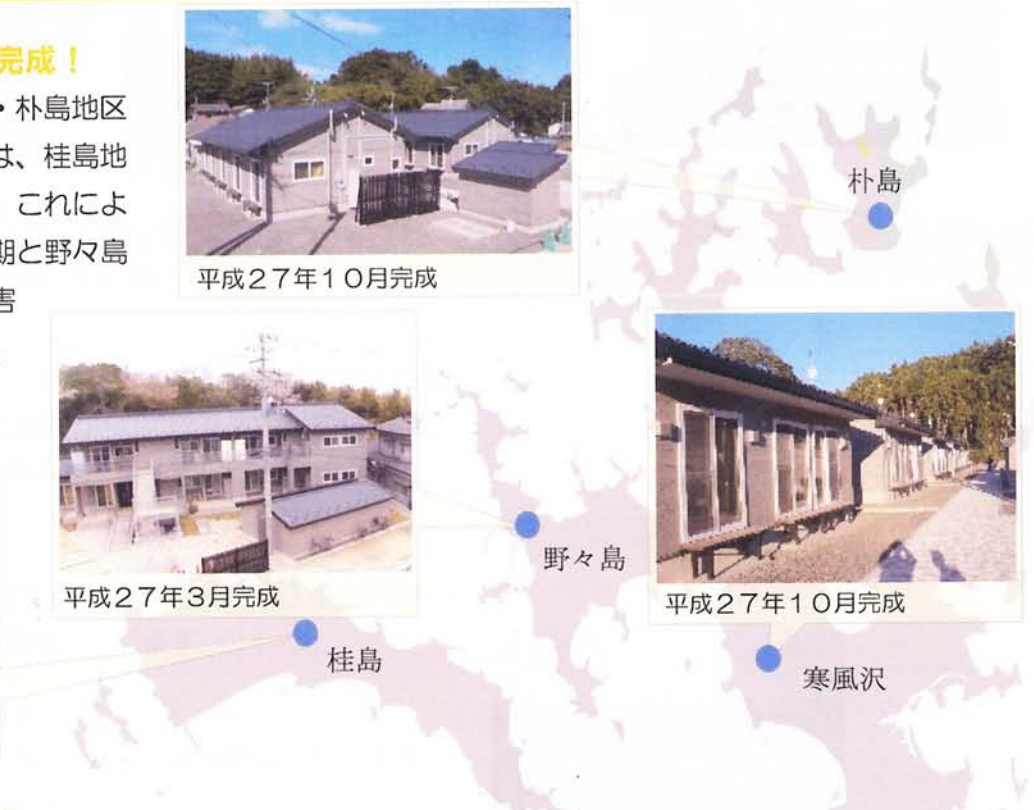 完成！
・朴島地区
は、桂島地
これによ
期と野々島
害
平成２７年１０月完成
朴島
平成２７年３月完成
野々島
平成２７年１０月完成
桂島
寒風沢